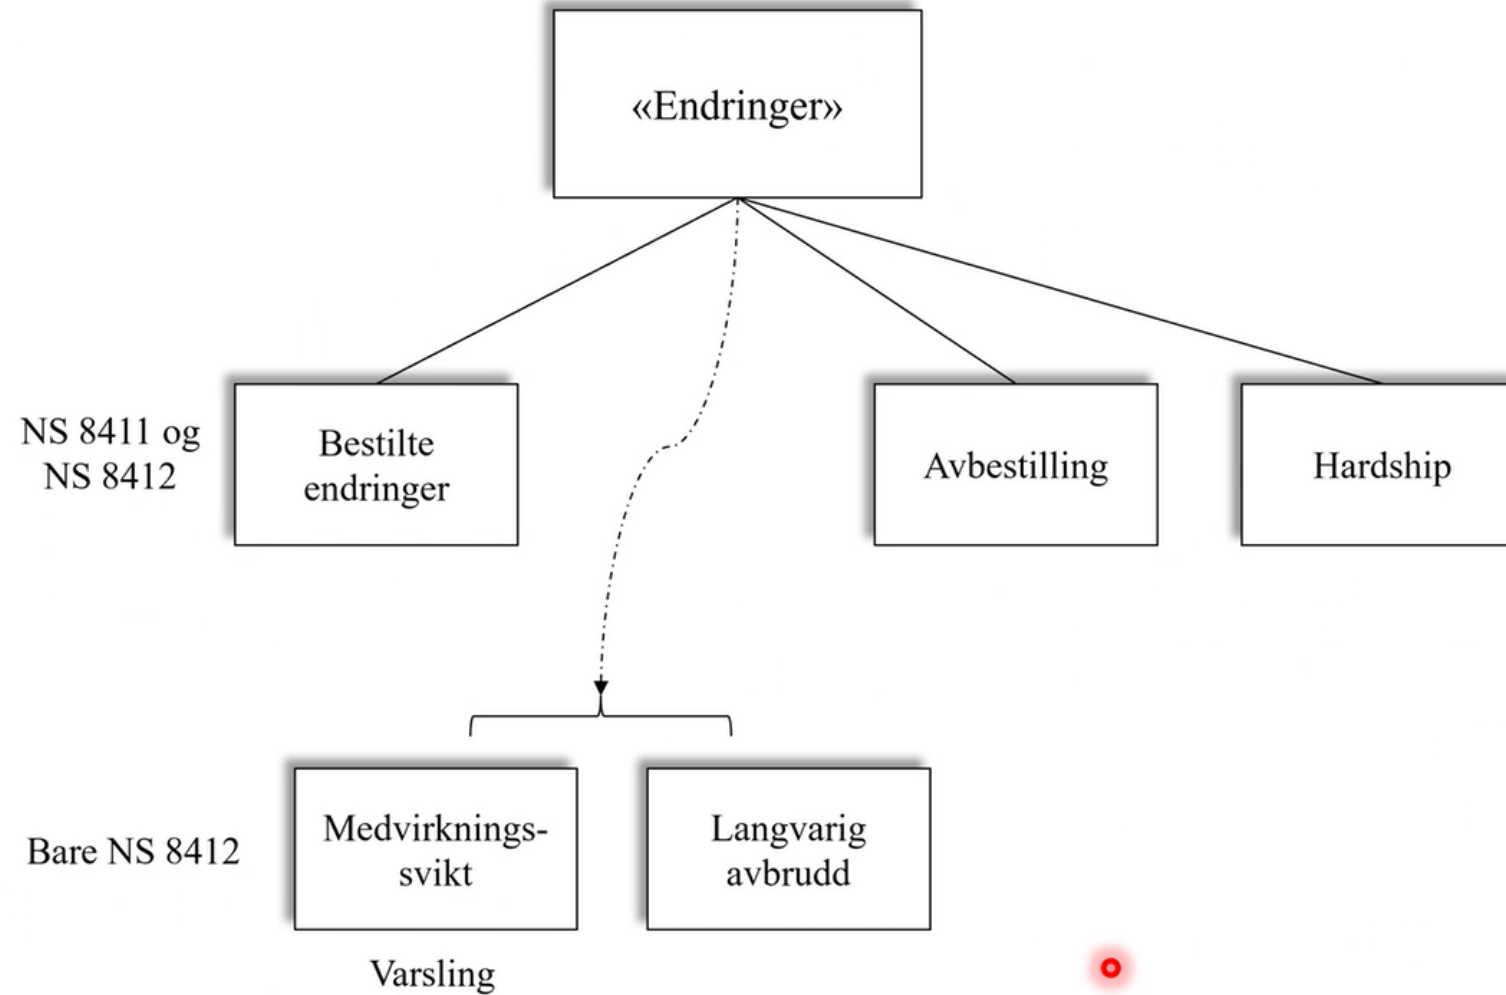 «Endringer»
NS 8411 og
NS 8412
Bestilte
endringer
Avbestilling
Hardship
Bare NS 8412
Medvirknings-
svikt
Langvarig
avbrudd
Varsling